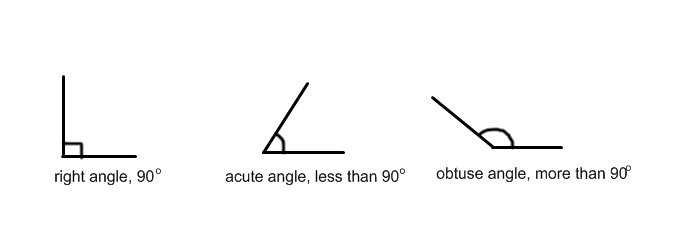 right angle, 90°
acute angle, less than 90°
obtuse angle, more than 90°